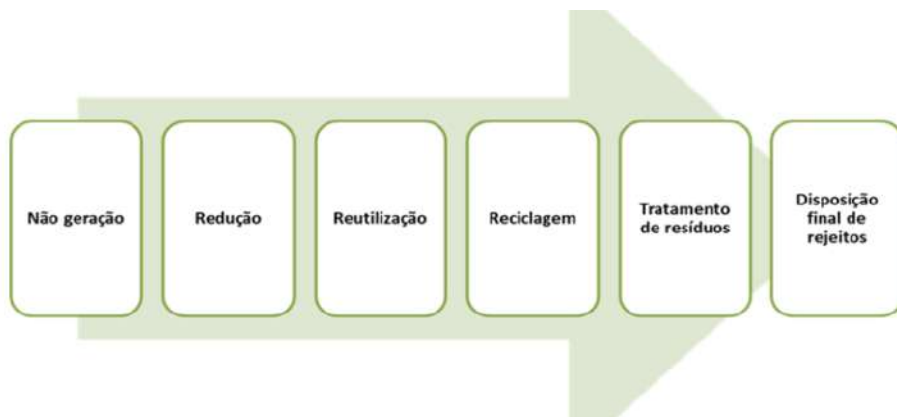 Não geração
Redução
Reutilização
Reciclagem
Tratamento
de resíduos
Disposição
final de
rejeitos